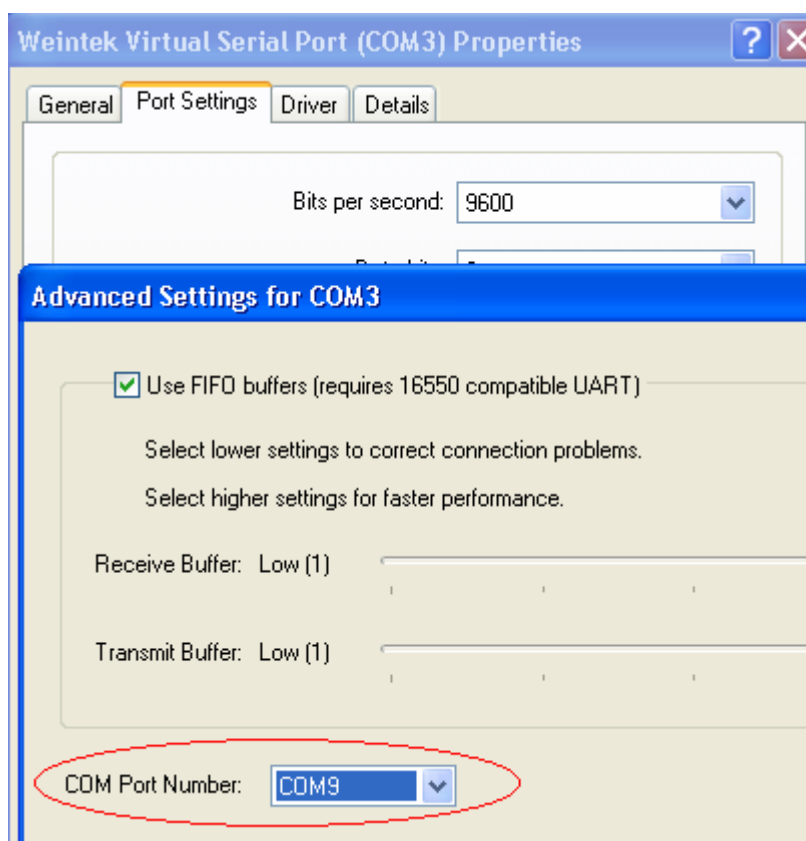 Weintek Virtual Serial Port (COM3) Properties
General Port Settings Driver Details
Bits per second: 9600
Advanced Settings for COM3
Use FIFO buffers (requires 16550 compatible UART)
Select lower settings to correct connection problems.
Select higher settings for faster performance.
Receive Buffer: Low (1)
Transmit Buffer: Low (1)
COM Port Number: COM9